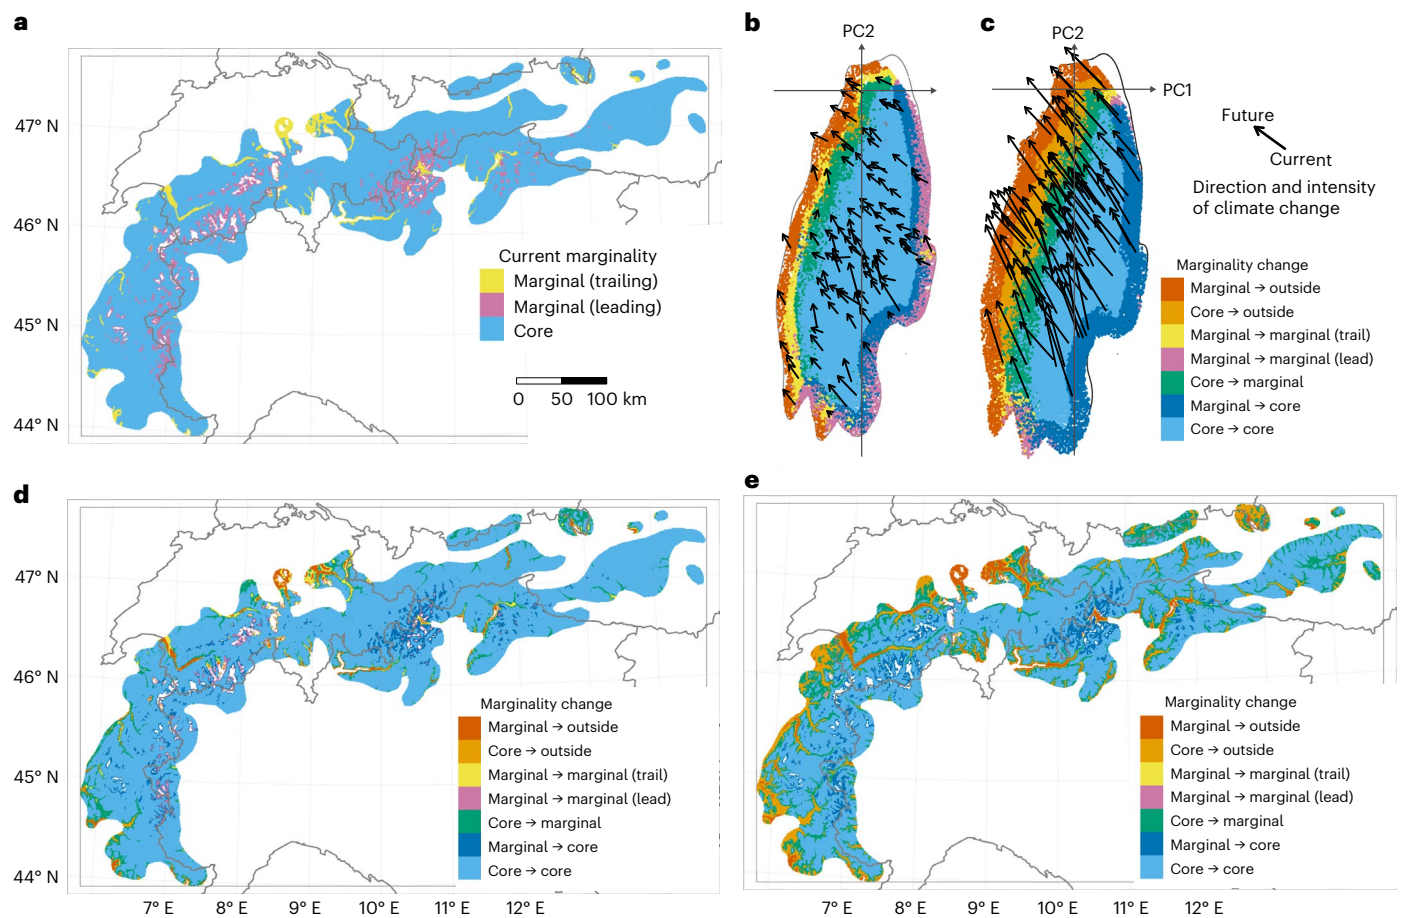 a
47° N
46° N
45° N
44° N
Current marginality
Marginal (trailing)
Marginal (leading)
Core
0 50 100 km
b
PC2
c
PC2
PC1
Future
Current
Direction and intensity
of climate change
Marginality change
Marginal → outside
Core → outside
Marginal → marginal (trail)
Marginal → marginal (lead)
Core → marginal
Marginal → core
Core → core
d
47° N
46° N
45° N
44° N
Marginality change
Marginal → outside
Core → outside
Marginal → marginal (trail)
Marginal → marginal (lead)
Core → marginal
Marginal → core
Core → core
7° E 8° E 9° E 10° E 11° E 12° E
e
Marginality change
Marginal → outside
Core → outside
Marginal → marginal (trail)
Marginal → marginal (lead)
Core → marginal
Marginal → core
Core → core
7° E 8° E 9° E 10° E 11° E 12° E